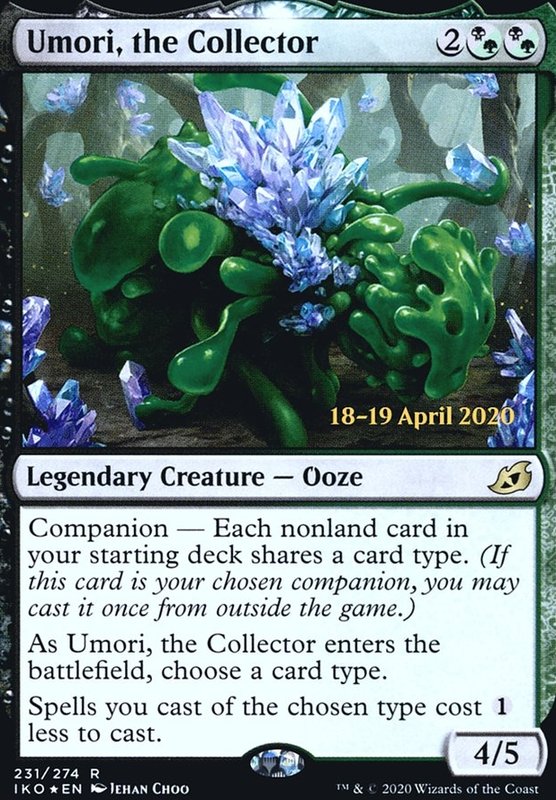 Umori, the Collector 2
18-19 April 2020
Legendary Creature — Ooze
Companion — Each nonland card in
your starting deck shares a card type. (If
this card is your chosen companion, you may
cast it once from outside the game.)
As Umori, the Collector enters the
battlefield, choose a card type.
Spells you cast of the chosen type cost 1
less to cast.
4/5
231/274 R
IKO★EN Jehan Choo
™ & © 2020 Wizards of the Coast